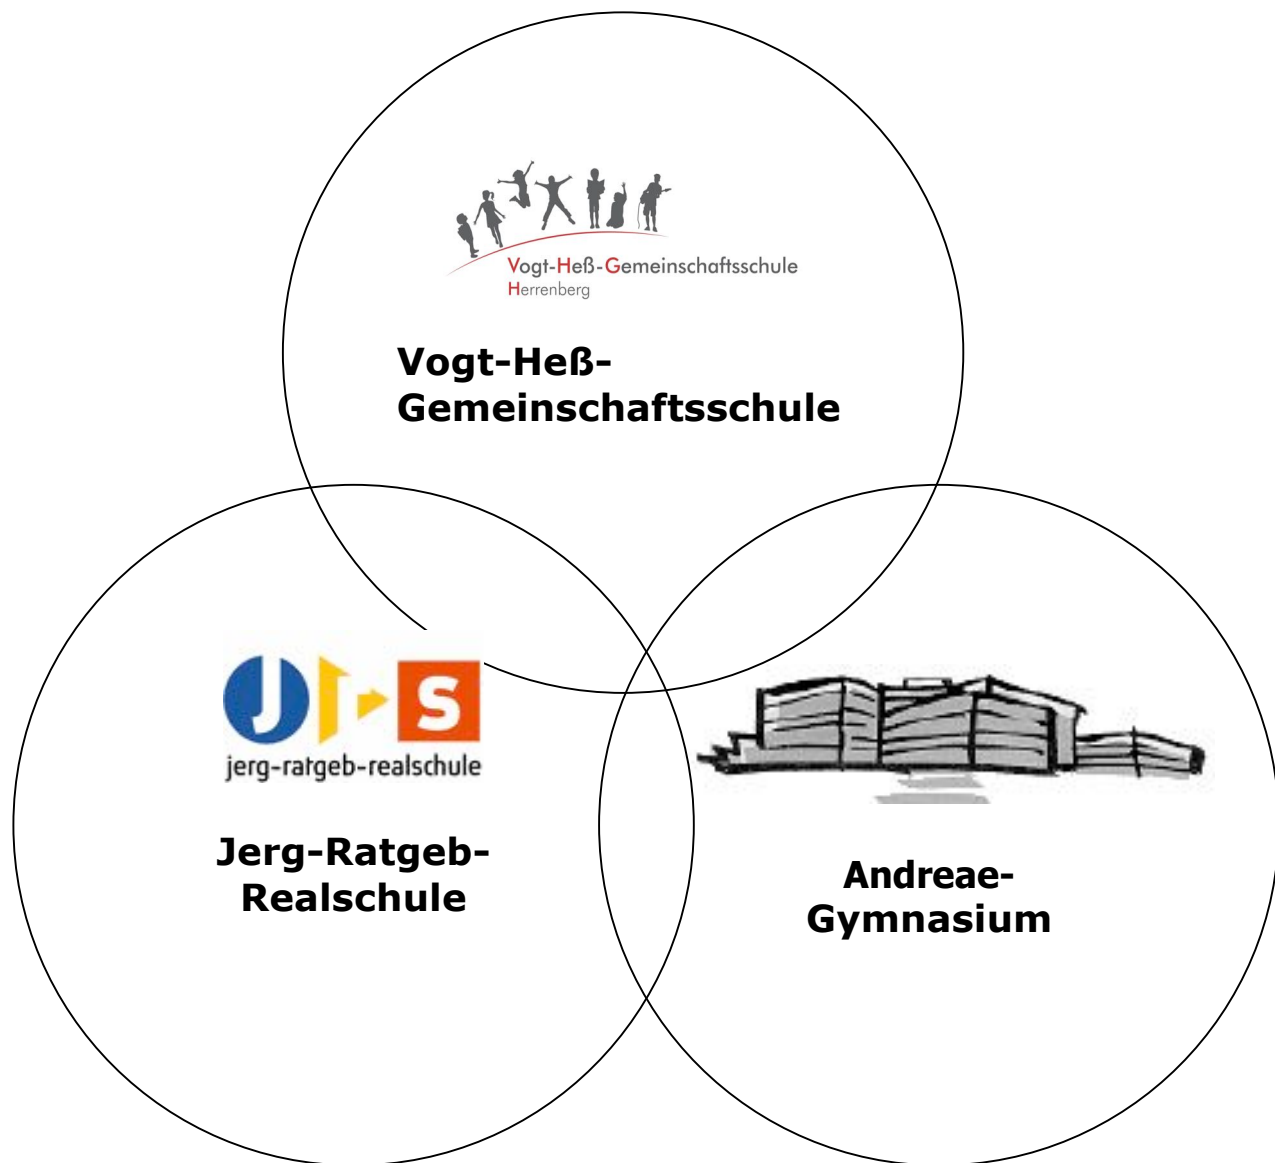 Vogt-Heß-Gemeinschaftsschule
Herrenberg
Vogt-Heß-
Gemeinschaftsschule
J S
jerg-ratgeb-realschule
Jerg-Ratgeb-
Realschule
Andreae-
Gymnasium